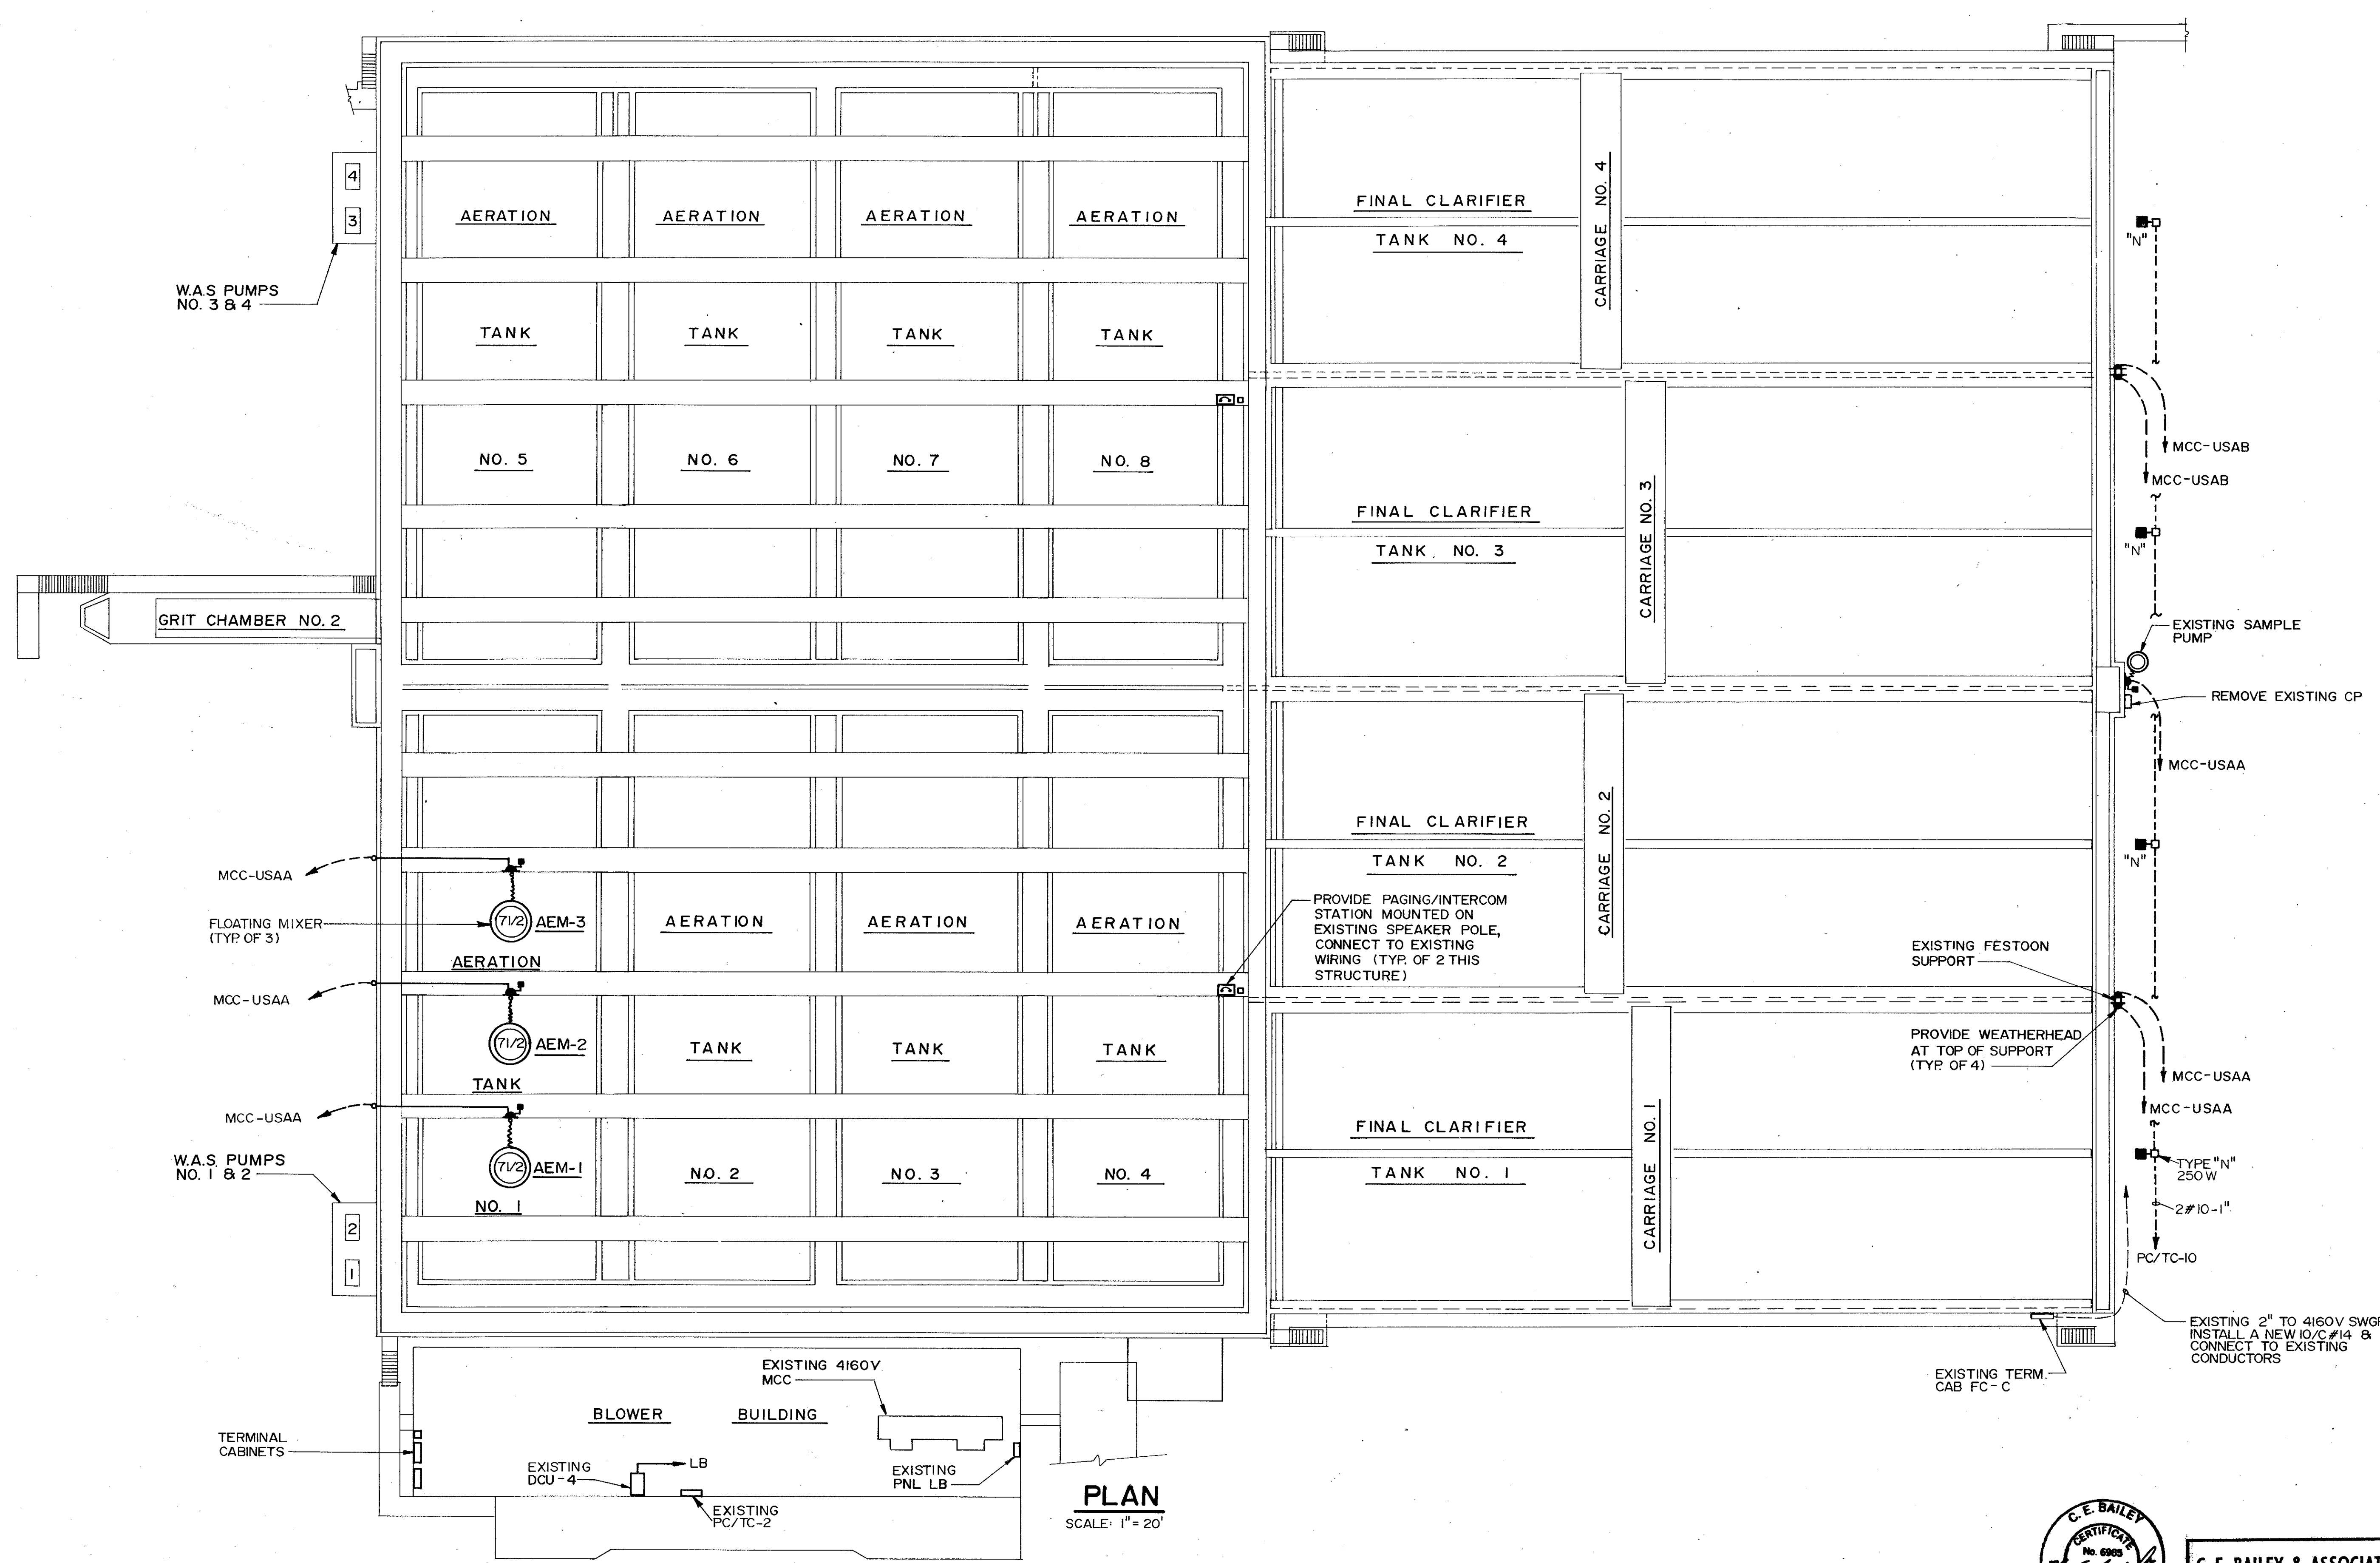 4
3
W.A.S PUMPS
NO. 3 & 4
AERATION
AERATION
AERATION
AERATION
TANK
TANK
TANK
TANK
NO. 5
NO. 6
NO. 7
NO. 8
FINAL CLARIFIER
TANK NO. 4
CARRIAGE NO. 4
"N"
MCC-USAB
MCC-USAB
FINAL CLARIFIER
TANK NO. 3
CARRIAGE NO. 3
"N"
GRIT CHAMBER NO. 2
EXISTING SAMPLE
PUMP
REMOVE EXISTING CP
MCC-USAA
FINAL CLARIFIER
TANK NO. 2
CARRIAGE NO. 2
"N"
MCC-USAA
FLOATING MIXER
(TYP. OF 3)
7 1/2
AEM-3
AERATION
AERATION
AERATION
AERATION
PROVIDE PAGING/INTERCOM
STATION MOUNTED ON
EXISTING SPEAKER POLE,
CONNECT TO EXISTING
WIRING (TYP. OF 2 THIS
STRUCTURE)
EXISTING FESTOON
SUPPORT
MCC-USAA
7 1/2
AEM-2
TANK
TANK
TANK
TANK
PROVIDE WEATHERHEAD
AT TOP OF SUPPORT
(TYP. OF 4)
MCC-USAA
MCC-USAA
MCC-USAA
W.A.S. PUMPS
NO. 1 & 2
7 1/2
AEM-1
NO. 1
NO. 2
NO. 3
NO. 4
FINAL CLARIFIER
TANK NO. 1
CARRIAGE NO. 1
TYPE "N"
250 W
2#10-1"
PC/TC-10
2
1
EXISTING 2" TO 4160V
INSTALL A NEW 10/C #14 &
CONNECT TO EXISTING
CONDUCTORS
EXISTING TERM.
CAB FC-C
EXISTING 4160V
MCC
BLOWER BUILDING
TERMINAL
CABINETS
EXISTING
DCU-4
LB
EXISTING
PNL LB
EXISTING
PC/TC-2
PLAN
SCALE: 1" = 20'
C. E. BAILEY
CERTIFICATE
No. 6985
C. E. BAILEY &